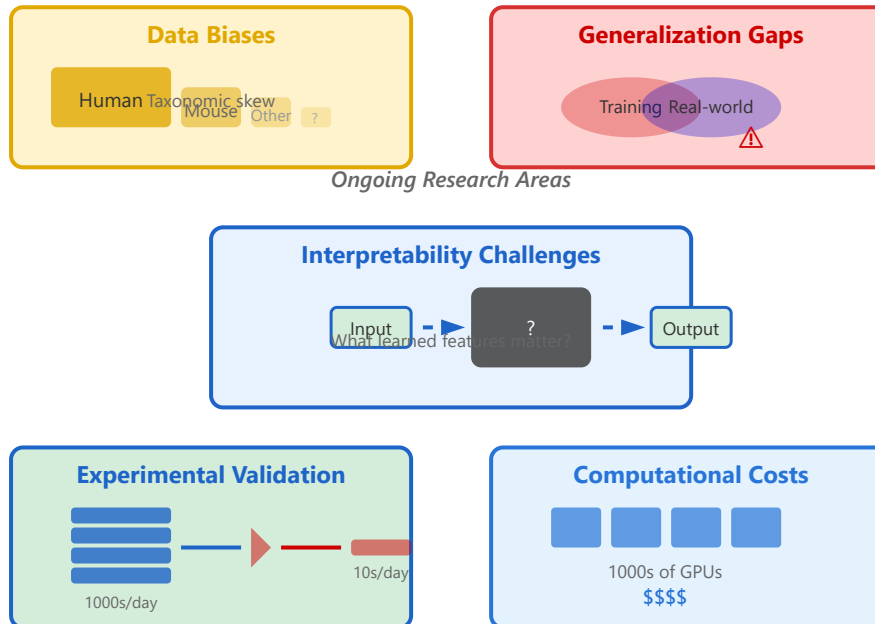 Data Biases
Human
Taxonomic skew
Mouse
Other
?
Generalization Gaps
Training
Real-world
Ongoing Research Areas
Interpretability Challenges
Input
?
Output
What learned features matter?
Experimental Validation
1000s/day
10s/day
Computational Costs
1000s of GPUs
$$$$